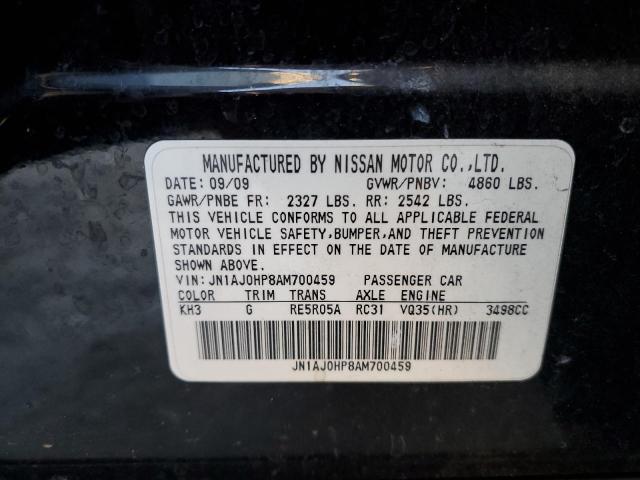 MANUFACTURED BY NISSAN MOTOR CO.,LTD.
DATE: 09/09 GVWR/PNBV: 4860 LBS.
GAWR/PNBE FR: 2327 LBS. RR: 2542 LBS.
THIS VEHICLE CONFORMS TO ALL APPLICABLE FEDERAL
MOTOR VEHICLE SAFETY,BUMPER,AND THEFT PREVENTION
STANDARDS IN EFFECT ON THE DATE OF MANUFACTURE
SHOWN ABOVE.
VIN: JN1AJ0HP8AM700459 PASSENGER CAR
COLOR TRIM TRANS AXLE ENGINE
KH3 G RE5R05A RC31 VQ35(HR) 3498CC
JN1AJ0HP8AM700459